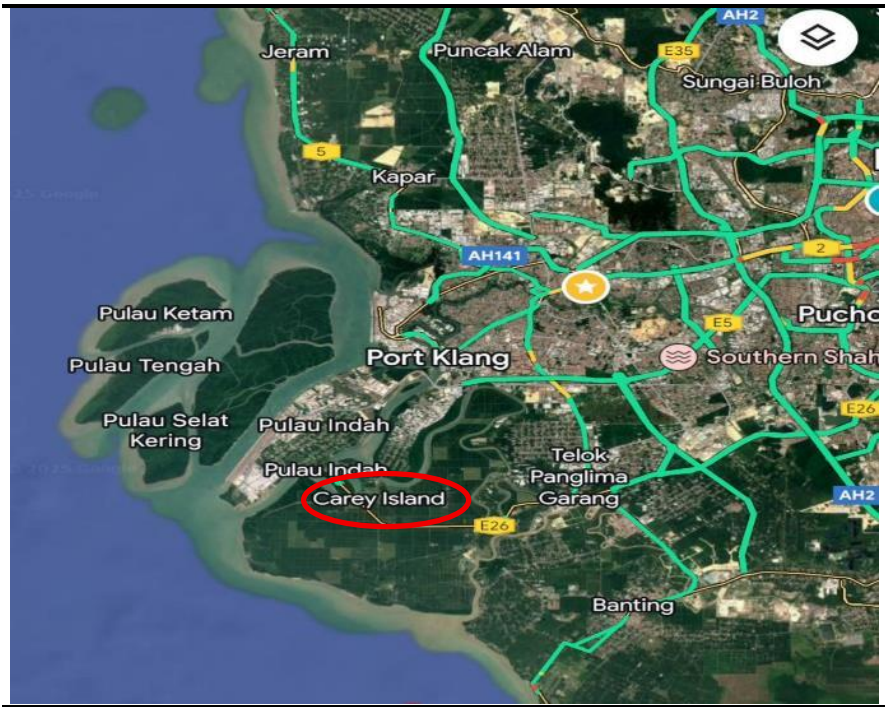 AH2
Jeram
Puncak Alam
E35
Sungai Buloh
5
Kapar
AH141
2
Pulau Ketam
E5
Pucho
Port Klang
Southern Shah
Pulau Tengah
E26
Pulau Selat
Kering
Pulau Indah
Telok
Panglima
Garang
Pulau Indah
Carey Island
AH2
E26
Banting